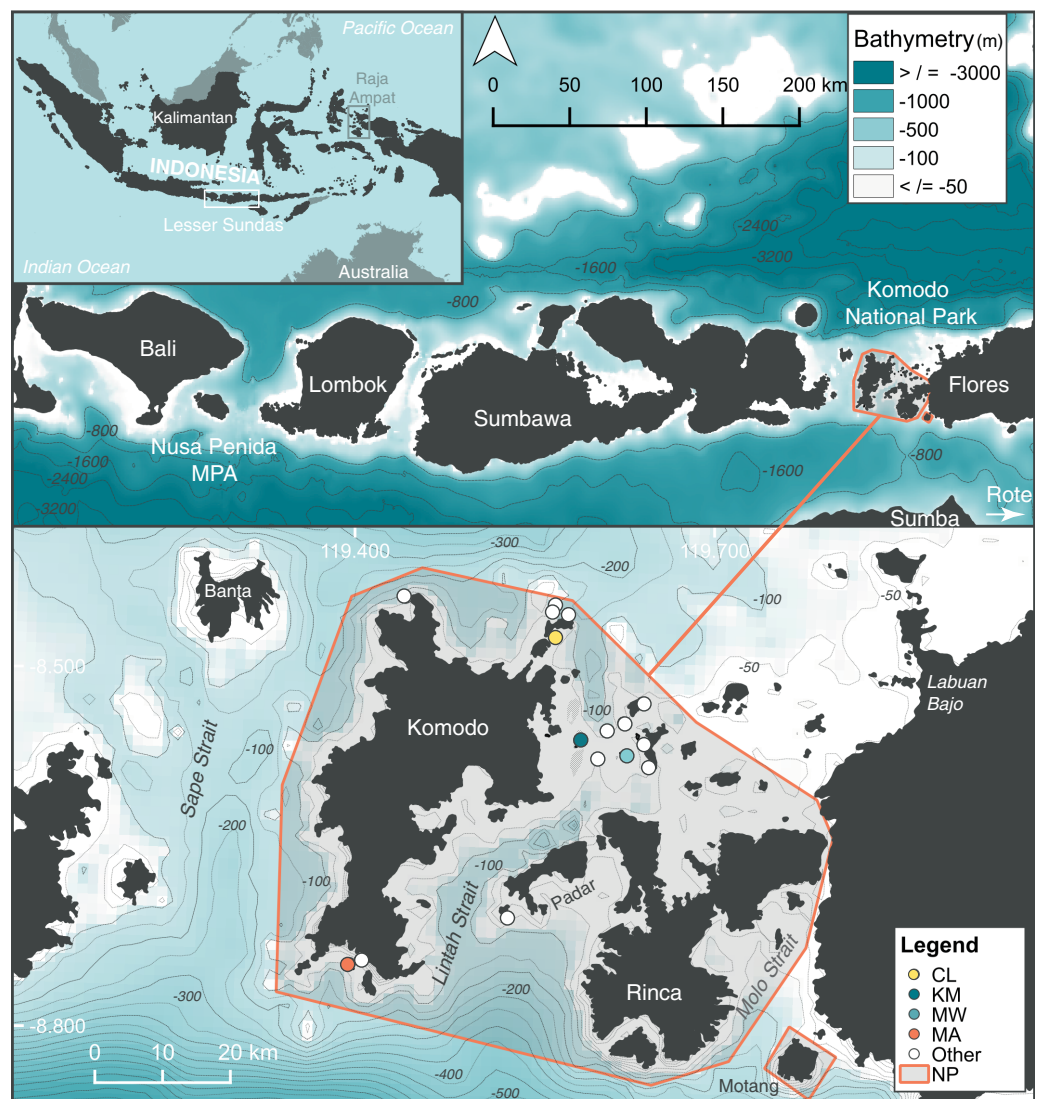 Pacific Ocean
Raja
Ampat
Kalimantan
INDONESIA
Lesser Sundas
Indian Ocean
Australia
0 50 100 150 200 km
Bathymetry (m)
> / = -3000
-1000
-500
-100
< /= -50
-2400
-3200
-1600
-800
Komodo
National Park
Bali
Lombok
Sumbawa
Flores
-800
Nusa Penida
MPA
-1600
-2400
-3200
-1600
-800
Rote
Sumba
119.400
119.700
-300
-200
-100
-50
Banta
-8.500
-50
Labuan
Bajo
Komodo
-100
Sape Strait
-100
-200
-100
-100
Padar
Lintah Strait
Molo Strait
Rinca
-200
-300
-8.800
0 10 20 km
-400
-500
Motang
Legend
CL
KM
MW
MA
Other
NP